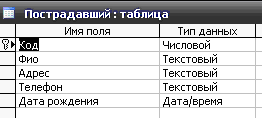 Пострадавший : таблица
Имя поля Тип данных
Код Числовой
Фио Текстовый
Адрес Текстовый
Телефон Текстовый
Дата рождения Дата/время